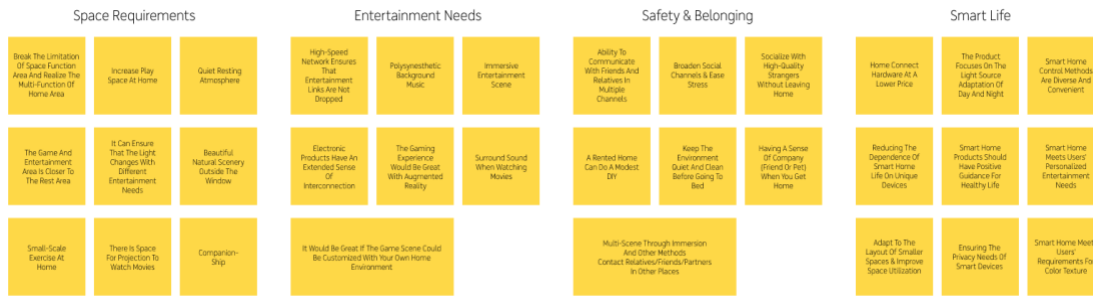 Space Requirements
Break The Limitation
Of Space Function
Area And Realize The
Multi-Function Of
Home Area
Increase Play
Space At Home
Quiet Resting
Atmosphere
The Game And
Entertainment
Area Is Closer To
The Rest Area
It Can Ensure
That The Light
Changes With
Different
Entertainment
Needs
Beautiful
Natural Scenery
Outside The
Window
Small-Scale
Exercise At
Home
There Is Space
For Projection To
Watch Movies
Companion-
Ship
Entertainment Needs
High-Speed
Network Ensures
That
Entertainment
Links Are Not
Dropped
Polysynesthetic
Background
Music
Immersive
Entertainment
Scene
Electronic
Products Have An
Extended Sense
Of
Interconnection
The Gaming
Experience
Would Be Great
With Augmented
Reality
Surround Sound
When Watching
Movies
It Would Be Great If The Game Scene Could
Be Customized With Your Own Home
Environment
Safety & Belonging
Ability To
Communicate
With Friends And
Relatives In
Multiple
Channels
Broaden Social
Channels & Ease
Stress
Socialize With
High-Quality
Strangers
Without Leaving
Home
A Rented Home
Can Do A Modest
DIY
Keep The
Environment
Quiet And Clean
Before Going To
Bed
Having A Sense
Of Company
(Friend Or Pet)
When You Get
Home
Multi-Scene Through Immersion
And Other Methods
Contact Relatives/Friends/Partners
In Other Places
Smart Life
Home Connect
Hardware At A
Lower Price
The Product
Focuses On The
Light Source
Adaptation Of
Day And Night
Smart Home
Control Methods
Are Diverse And
Convenient
Reducing The
Dependence Of
Smart Home
Life On Unique
Devices
Smart Home
Products Should
Have Positive
Guidance For
Healthy Life
Smart Home
Meets Users'
Personalized
Entertainment
Needs
Adapt To The
Layout Of Smaller
Spaces & Improve
Space Utilization
Ensuring The
Privacy Needs Of
Smart Devices
Smart Home Meet
Users'
Requirements For
Color Texture